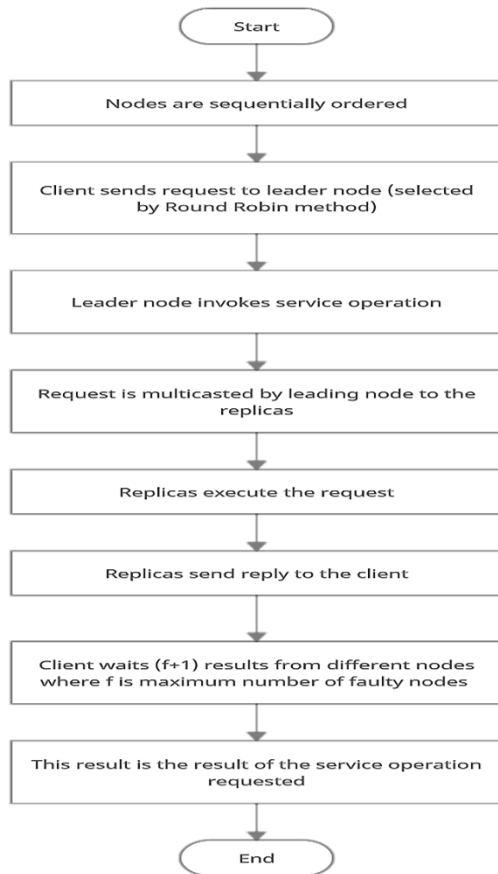 Start
Nodes are sequentially ordered
Client sends request to leader node (selected
by Round Robin method)
Leader node invokes service operation
Request is multicasted by leading node to the
replicas
Replicas execute the request
Replicas send reply to the client
Client waits (f+1) results from different nodes
where f is maximum number of faulty nodes
This result is the result of the service operation
requested
End